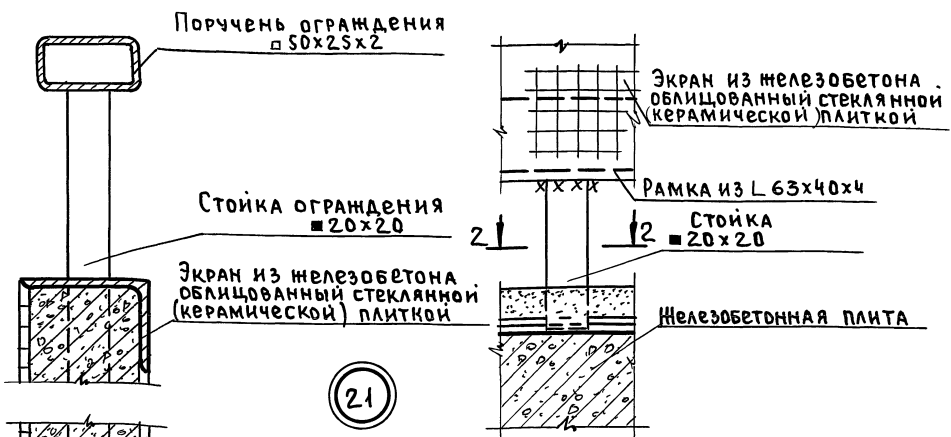 Поручень ограждения
□ 50х25х2
Стойка ограждения
■ 20х20
Экран из железобетона
облицованный стеклянной
(керамической) плиткой
21
Экран из железобетона
облицованный стеклянной
(керамической) плиткой
Рамка из L 63х40х4
2
2
Стойка
■ 20х20
Железобетонная плита